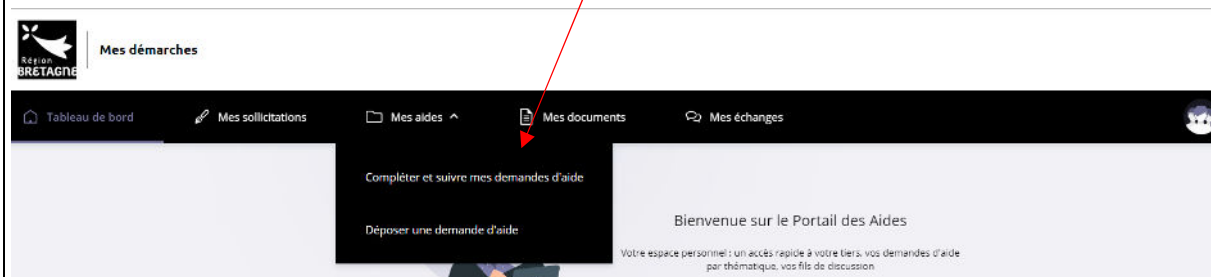 Région
BRETAGNE
Mes démarches
Tableau de bord
Mes sollicitations
Mes aides
Mes documents
Mes échanges
Compléter et suivre mes demandes d'aide
Déposer une demande d'aide
Bienvenue sur le Portail des Aides
Votre espace personnel : un accès rapide à votre tiers, vos demandes d'aide
par thématique, vos fils de discussion